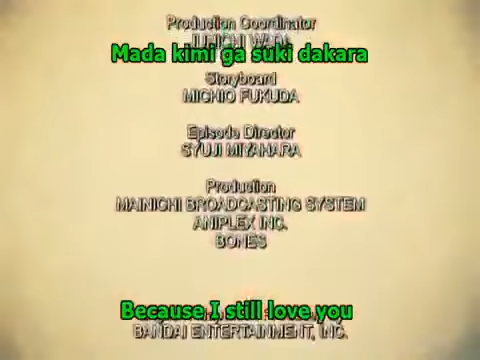 Production Coordinator
JUNICHI WADA
Mada kimi ga suki dakara
Storyboard
MICHIO FUKUDA
Episode Director
SYUJI MIYAHARA
Production
MAINICHI BROADCASTING SYSTEM
ANIPLEX INC.
BONES
Because I still love you
BANDAI ENTERTAINMENT, INC.